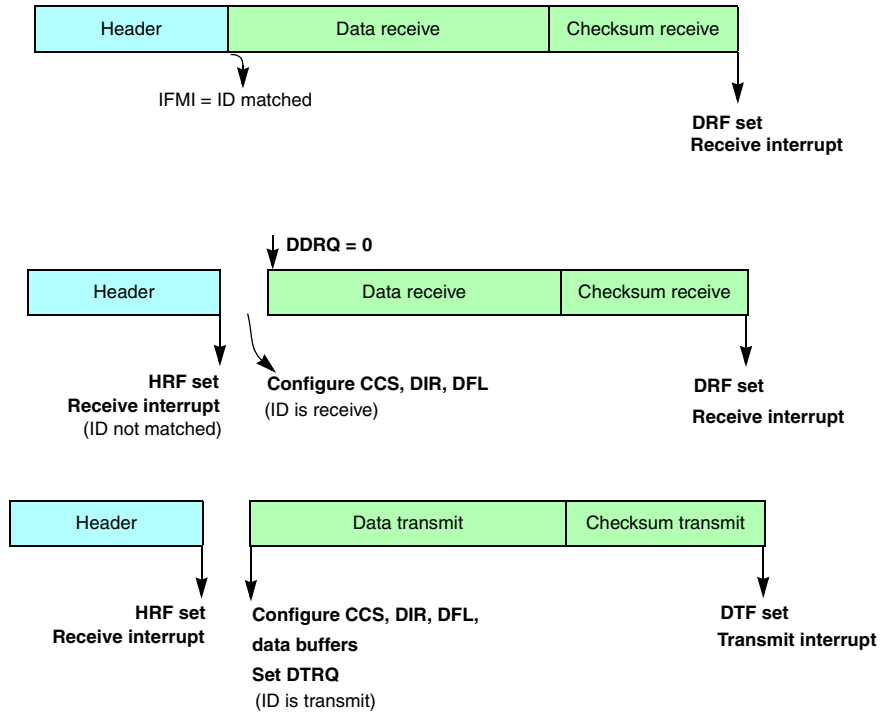 Header
Data receive
Checksum receive
IFMI = ID matched
DRF set
Receive interrupt
DDRQ = 0
Header
Data receive
Checksum receive
HRF set
Receive interrupt
(ID not matched)
Configure CCS, DIR, DFL
(ID is receive)
DRF set
Receive interrupt
Header
Data transmit
Checksum transmit
HRF set
Receive interrupt
Configure CCS, DIR, DFL,
data buffers
Set DTRQ
(ID is transmit)
DTF set
Transmit interrupt